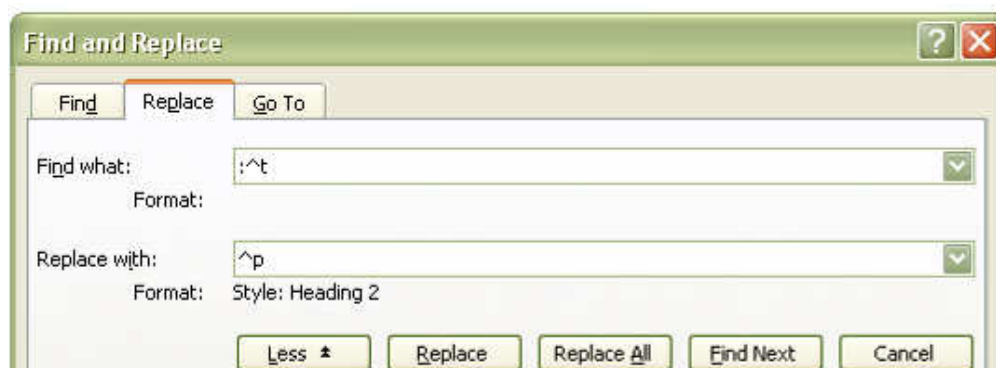 Find and Replace
Find Replace Go To
Find what: :^t
Format:
Replace with: ^p
Format: Style: Heading 2
Less Replace Replace All Find Next Cancel